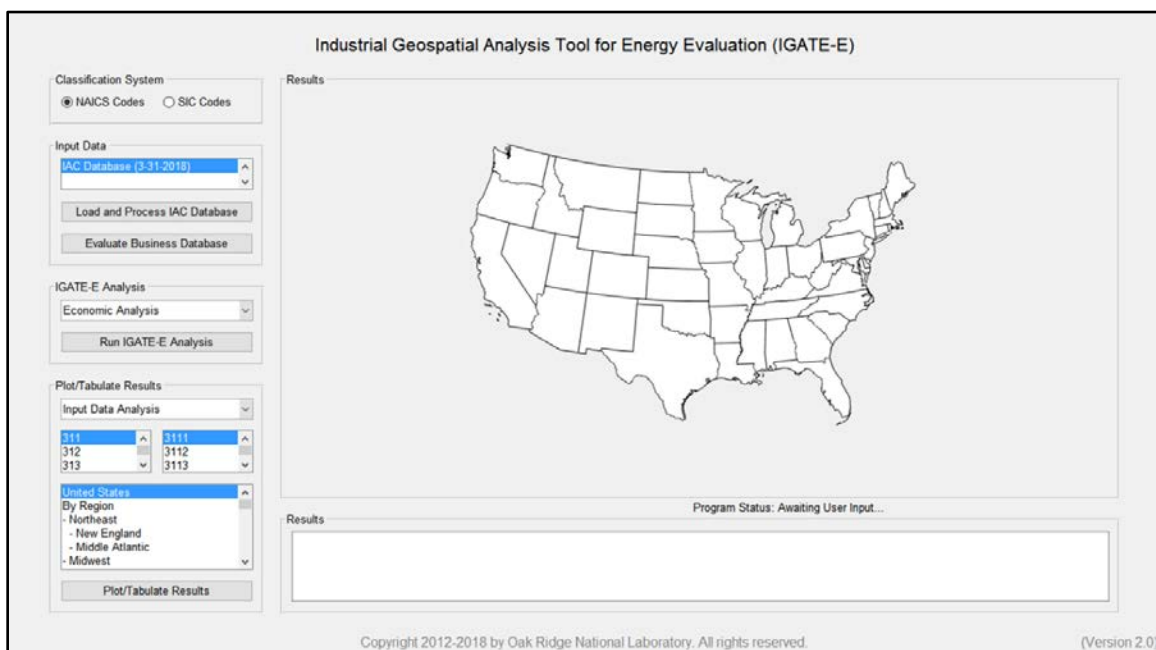 Industrial Geospatial Analysis Tool for Energy Evaluation (IGATE-E)
Classification System
NAICS Codes
SIC Codes
Input Data
IAC Database (3-31-2018)
Load and Process IAC Database
Evaluate Business Database
IGATE-E Analysis
Economic Analysis
Run IGATE-E Analysis
Plot/Tabulate Results
Input Data Analysis
311
312
313
3111
3112
3113
United States
By Region
- Northeast
- New England
- Middle Atlantic
- Midwest
Plot/Tabulate Results
Results
Program Status: Awaiting User Input...
Results
Copyright 2012-2018 by Oak Ridge National Laboratory. All rights reserved.
(Version 2.0)